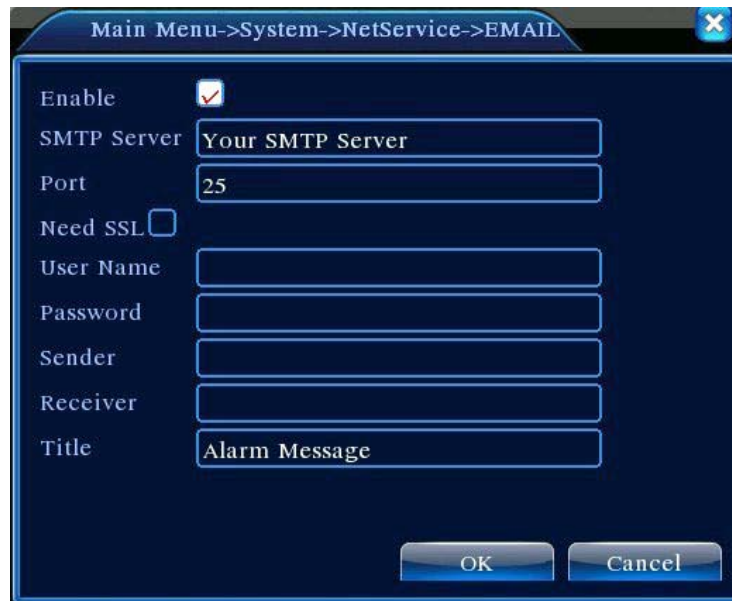 Main Menu->System->NetService->EMAIL
Enable
SMTP Server Your SMTP Server
Port 25
Need SSL
User Name
Password
Sender
Receiver
Title Alarm Message
OK Cancel